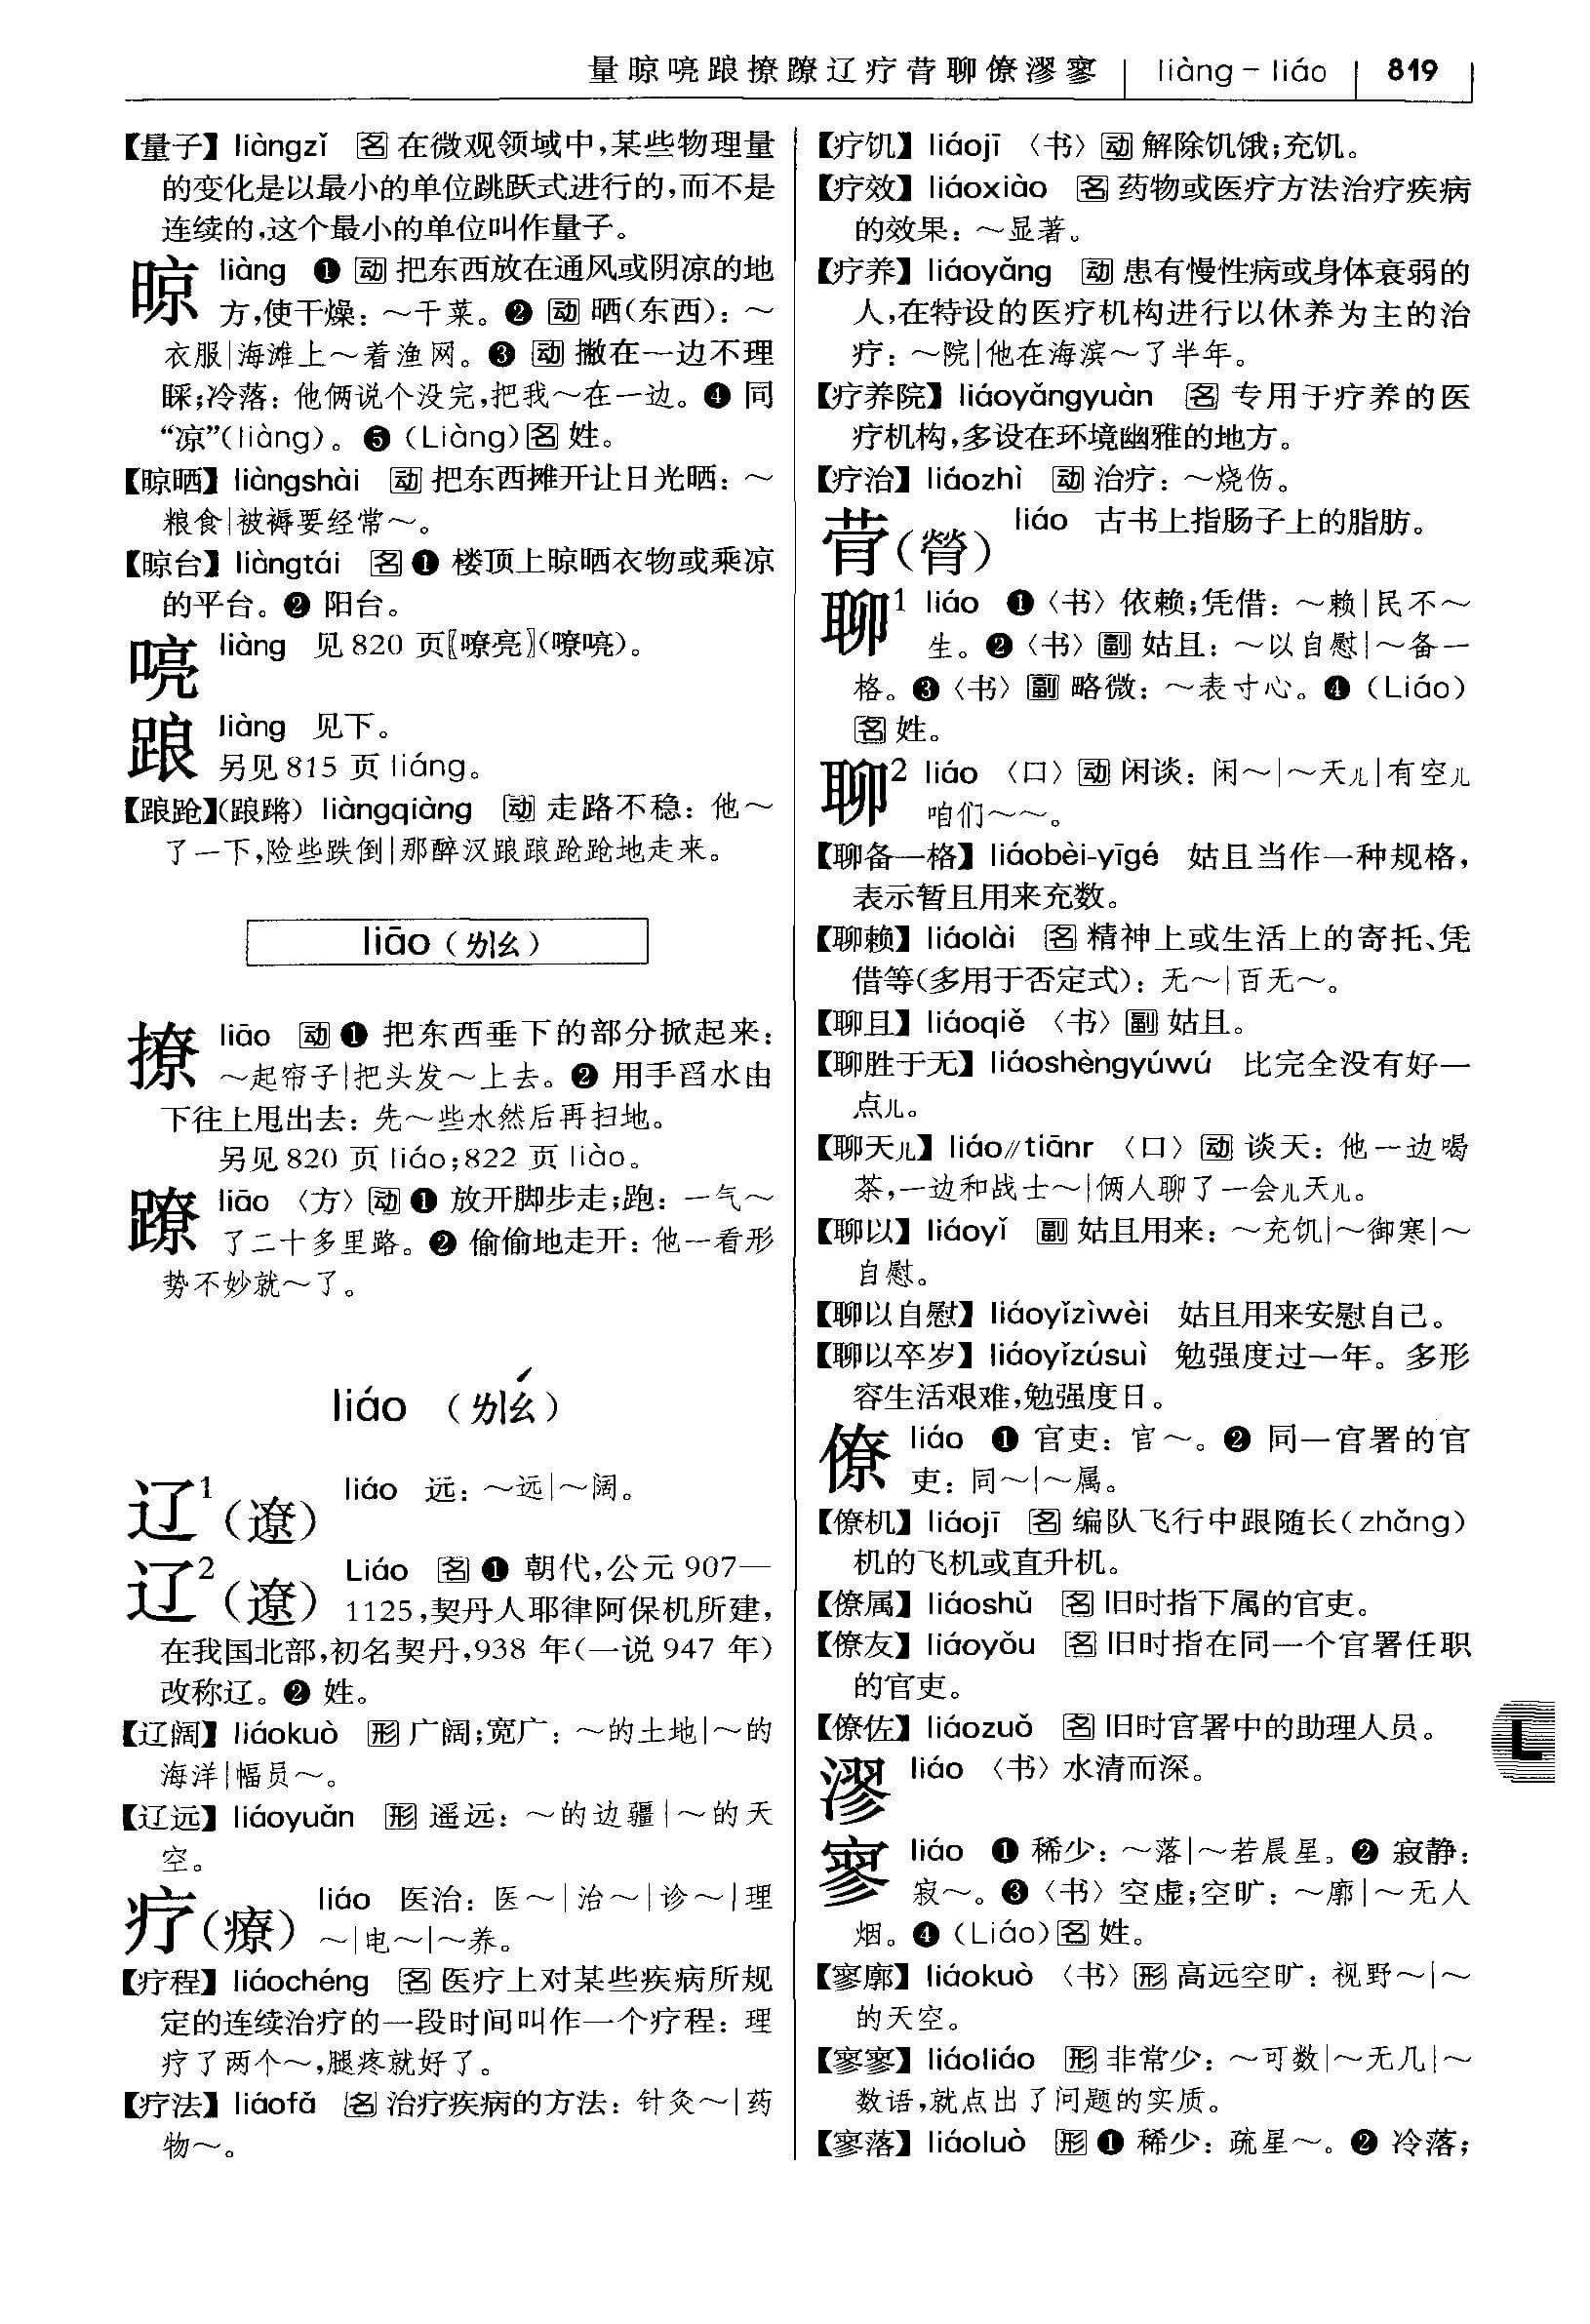 量晾喨踉撩蹽辽疗膋聊僚漻寥 liàng－liáo 819
【量子】liàngzǐ 名 在微观领域中,某些物理量
的变化是以最小的单位跳跃式进行的,而不是
连续的,这个最小的单位叫作量子。
晾 liàng ❶ 动 把东西放在通风或阴凉的地
方,使干燥：～干菜。❷ 动 晒(东西)：～
衣服|海滩上～着渔网。❸ 动 撇在一边不理
睬;冷落：他俩说个没完,把我～在一边。❹ 同
“凉”(liàng)。❺ (Liàng)名 姓。
【晾晒】liàngshài 动 把东西摊开让日光晒：～
粮食|被褥要经常～。
【晾台】liàngtái 名 ❶ 楼顶上晾晒衣物或乘凉
的平台。❷ 阳台。
喨 liàng 见 820 页〖嘹亮〗(嘹喨)。
踉 liàng 见下。
另见 815 页 liáng。
【踉跄】(踉蹡) liàngqiàng 动 走路不稳：他～
了一下,险些跌倒|那醉汉踉踉跄跄地走来。
liāo（ㄌㄧㄠ）
撩 liāo 动 ❶ 把东西垂下的部分掀起来：
～起帘子|把头发～上去。❷ 用手舀水由
下往上甩出去：先～些水然后再扫地。
另见 820 页 liáo;822 页 liào。
蹽 liāo〈方〉动 ❶ 放开脚步走;跑：一气～
了二十多里路。❷ 偷偷地走开：他一看形
势不妙就～了。
liáo（ㄌㄧㄠˊ）
辽1(遼) liáo 远：～远|～阔。
辽2(遼) Liáo 名 ❶ 朝代,公元 907—
1125,契丹人耶律阿保机所建,
在我国北部,初名契丹,938 年(一说 947 年)
改称辽。❷ 姓。
【辽阔】liáokuò 形 广阔;宽广：～的土地|～的
海洋|幅员～。
【辽远】liáoyuǎn 形 遥远：～的边疆|～的天
空。
疗(療) liáo 医治：医～|治～|诊～|理
～|电～|～养。
【疗程】liáochéng 名 医疗上对某些疾病所规
定的连续治疗的一段时间叫作一个疗程：理
疗了两个～,腿疼就好了。
【疗法】liáofǎ 名 治疗疾病的方法：针灸～|药
物～。
【疗饥】liáojī〈书〉动 解除饥饿;充饥。
【疗效】liáoxiào 名 药物或医疗方法治疗疾病
的效果：～显著。
【疗养】liáoyǎng 动 患有慢性病或身体衰弱的
人,在特设的医疗机构进行以休养为主的治
疗：～院|他在海滨～了半年。
【疗养院】liáoyǎngyuàn 名 专用于疗养的医
疗机构,多设在环境幽雅的地方。
【疗治】liáozhì 动 治疗：～烧伤。
膋(膫) liáo 古书上指肠子上的脂肪。
聊1 liáo ❶〈书〉依赖;凭借：～赖|民不～
生。❷〈书〉副 姑且：～以自慰|～备一
格。❸〈书〉副 略微：～表寸心。❹ (Liáo)
名 姓。
聊2 liáo〈口〉动 闲谈：闲～|～天儿|有空儿
咱们～～。
【聊备一格】liáobèi-yīgé 姑且当作一种规格,
表示暂且用来充数。
【聊赖】liáolài 名 精神上或生活上的寄托、凭
借等(多用于否定式)：无～|百无～。
【聊且】liáoqiě〈书〉副 姑且。
【聊胜于无】liáoshèngyúwú 比完全没有好一
点儿。
【聊天儿】liáo//tiānr〈口〉动 谈天：他一边喝
茶,一边和战士～|俩人聊了一会儿天儿。
【聊以】liáoyǐ 副 姑且用来：～充饥|～御寒|～
自慰。
【聊以自慰】liáoyǐzìwèi 姑且用来安慰自己。
【聊以卒岁】liáoyǐzúsuì 勉强度过一年。多形
容生活艰难,勉强度日。
僚 liáo ❶ 官吏：官～。❷ 同一官署的官
吏：同～|～属。
【僚机】liáojī 名 编队飞行中跟随长(zhǎng)
机的飞机或直升机。
【僚属】liáoshǔ 名 旧时指下属的官吏。
【僚友】liáoyǒu 名 旧时指在同一个官署任职
的官吏。
【僚佐】liáozuǒ 名 旧时官署中的助理人员。
漻 liáo〈书〉水清而深。
寥 liáo ❶ 稀少：～落|～若晨星。❷ 寂静：
寂～。❸〈书〉空虚;空旷：～廓|～无人
烟。❹ (Liáo)名 姓。
【寥廓】liáokuò〈书〉形 高远空旷：视野～|～
的天空。
【寥寥】liáoliáo 形 非常少：～可数|～无几|～
数语,就点出了问题的实质。
【寥落】liáoluò 形 ❶ 稀少：疏星～。❷ 冷落;
L